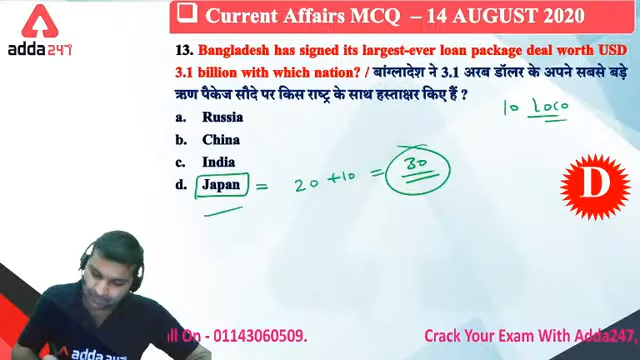 Current Affairs MCQ – 14 AUGUST 2020
adda247
13. Bangladesh has signed its largest-ever loan package deal worth USD
3.1 billion with which nation? / बांग्लादेश ने 3.1 अरब डॉलर के अपने सबसे बड़े
ऋण पैकेज सौदे पर किस राष्ट्र के साथ हस्ताक्षर किए हैं ?
10 Loco
a. Russia
b. China
c. India
d. Japan = 20 +10 = 30
D
adda247
all On - 01143060509.
Crack Your Exam With Adda247,